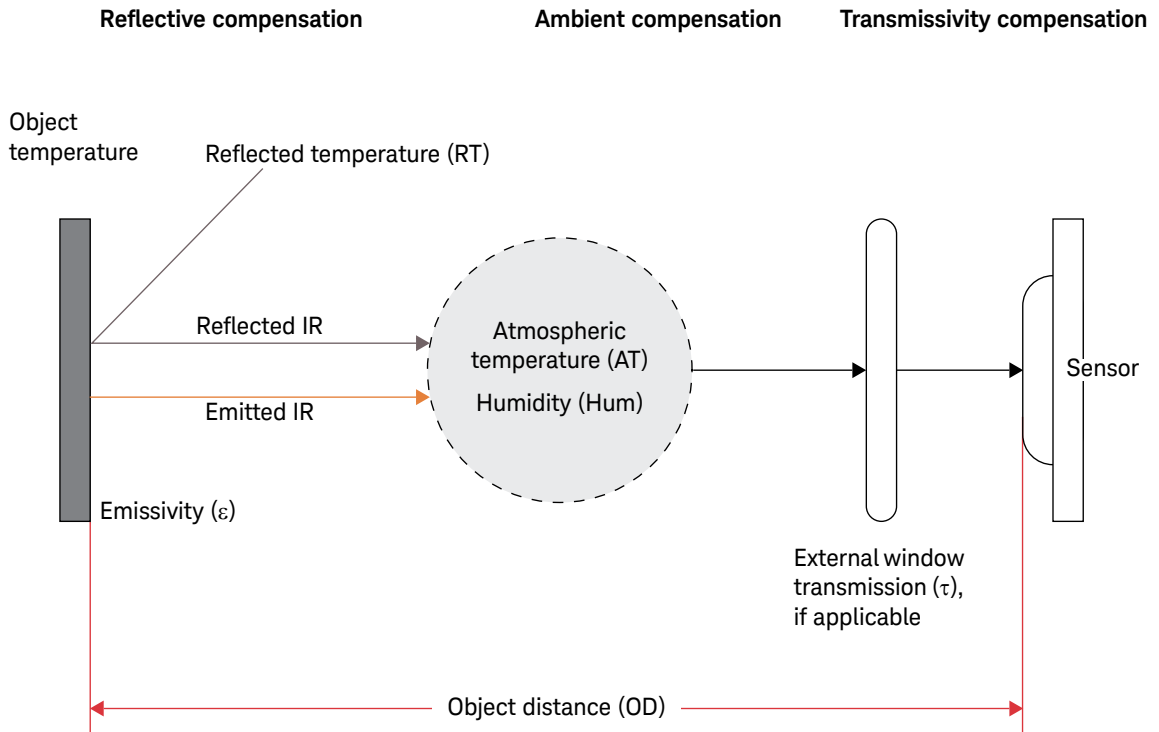 Reflective compensation
Ambient compensation
Transmissivity compensation
Object
temperature
Reflected temperature (RT)
Reflected IR
Emitted IR
Atmospheric
temperature (AT)
Humidity (Hum)
Sensor
Emissivity (ε)
External window
transmission (τ),
if applicable
Object distance (OD)